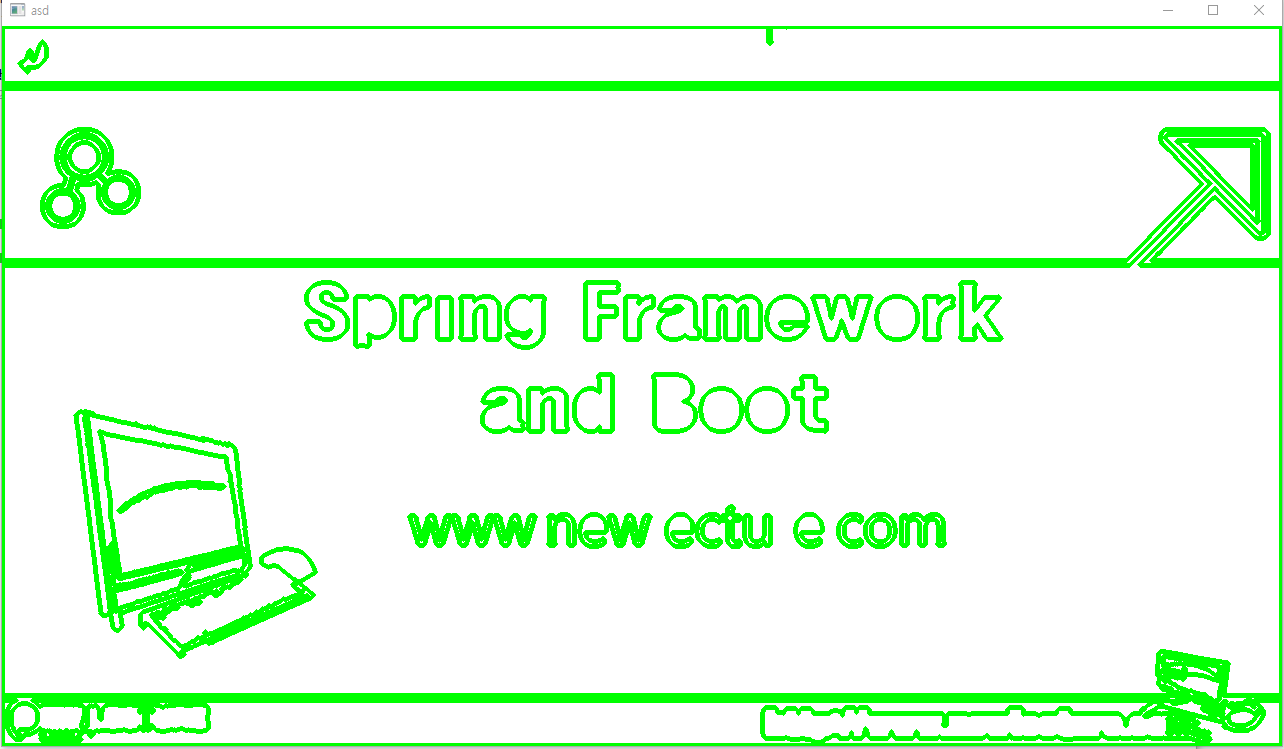 asd
Spring Framework
and Boot
www new ectu e com